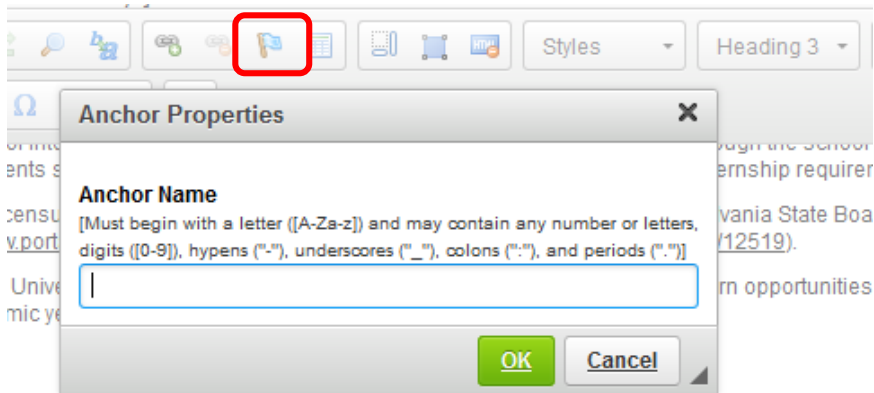 Styles Heading 3
Ω
Anchor Properties
ents s
ernship requirer
Anchor Name
[Must begin with a letter ([A-Za-z]) and may contain any number or letters,
digits ([0-9]), hypens ("-"), underscores ("_"), colons (":"), and periods (".")]
censu
vania State Boa
w.port
/12519).
Unive
rn opportunities
mic ye
OK Cancel